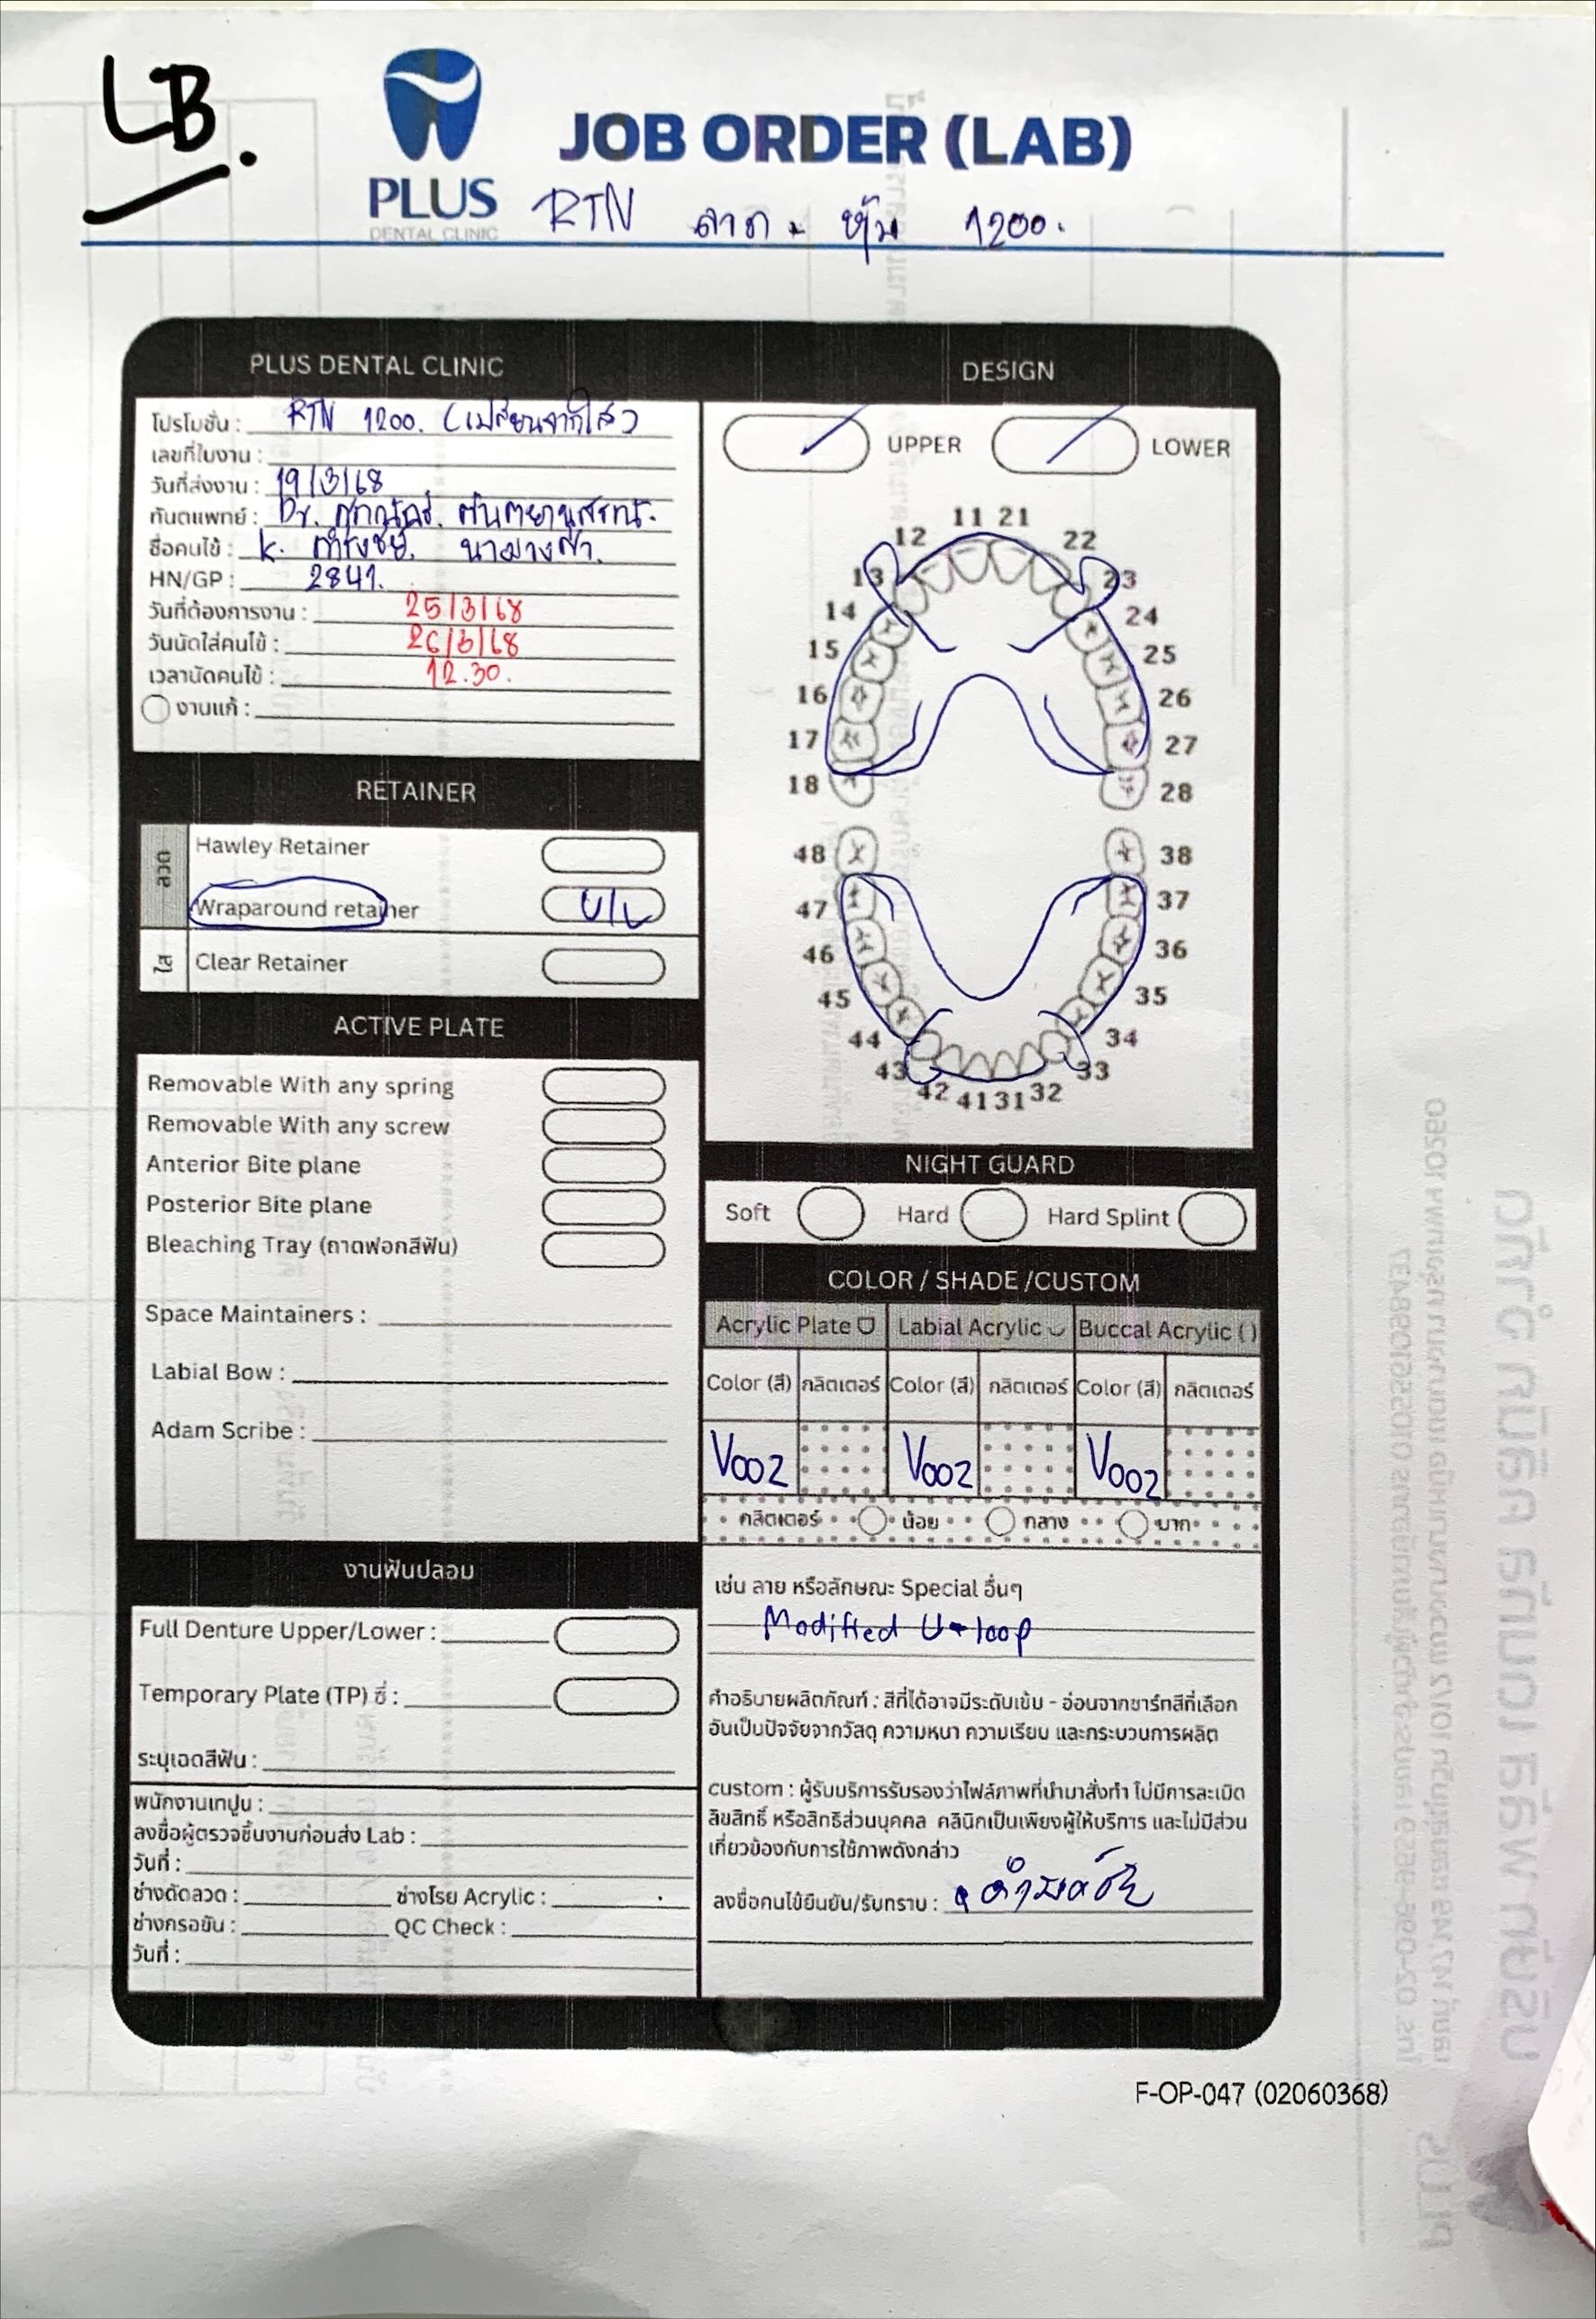 LB.
PLUS
DENTAL CLINIC
JOB ORDER (LAB)
RTN ลวด - หุ้ม 1200.
PLUS DENTAL CLINIC
โปรโมชั่น : RTN 1200. (เปลี่ยนจากใส)
เลขที่ใบงาน :
วันที่ส่งงาน : 19/3/68
ทันตแพทย์ : Dr.
ชื่อคนไข้ : K.
HN/GP : 2841.
วันที่ต้องการงาน : 25/3/68
วันนัดใส่คนไข้ : 26/3/68
เวลานัดคนไข้ : 12.30.
งานแก้ :
RETAINER
ลวด
Hawley Retainer
Wraparound retainer U/L
ใส
Clear Retainer
ACTIVE PLATE
Removable With any spring
Removable With any screw
Anterior Bite plane
Posterior Bite plane
Bleaching Tray (ถาดฟอกสีฟัน)
Space Maintainers :
Labial Bow :
Adam Scribe :
งานฟันปลอม
Full Denture Upper/Lower :
Temporary Plate (TP) ซี่ :
ระบุเฉดสีฟัน :
พนักงานเทปูน :
ลงชื่อผู้ตรวจชิ้นงานก่อนส่ง Lab :
วันที่ :
ช่างดัดลวด : ช่างโรย Acrylic :
ช่างกรอขัน : QC Check :
วันที่ :
DESIGN
UPPER LOWER
11 21
12 22
13 23
14 24
15 25
16 26
17 27
18 28
48 38
47 37
46 36
45 35
44 34
43 33
42 41 31 32
NIGHT GUARD
Soft Hard Hard Splint
COLOR / SHADE /CUSTOM
Acrylic Plate Labial Acrylic Buccal Acrylic ()
Color (สี) กลิตเตอร์ Color (สี) กลิตเตอร์ Color (สี) กลิตเตอร์
V002 V002 V002
กลิตเตอร์ น้อย กลาง มาก
เช่น ลาย หรือลักษณะ Special อื่นๆ
Modified U-loop
คำอธิบายผลิตภัณฑ์ : สีที่ได้อาจมีระดับเข้ม - อ่อนจากชาร์ทสีที่เลือก
อันเป็นปัจจัยจากวัสดุ ความหนา ความเรียบ และกระบวนการผลิต
custom : ผู้รับบริการรับรองว่าไฟล์ภาพที่นำมาสั่งทำ ไม่มีการละเมิด
ลิขสิทธิ์ หรือสิทธิส่วนบุคคล คลินิกเป็นเพียงผู้ให้บริการ และไม่มีส่วน
เกี่ยวข้องกับการใช้ภาพดังกล่าว
ลงชื่อคนไข้ยืนยัน/รับทราบ :
F-OP-047 (02060368)